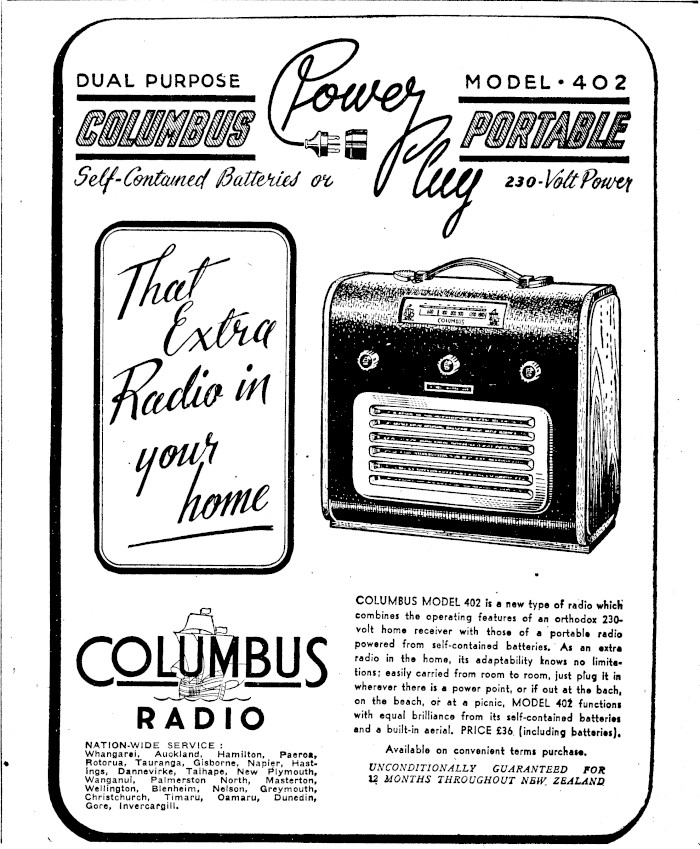 DUAL PURPOSE
COLUMBUS
Self-Contained Batteries or
Power
Plug
MODEL • 402
PORTABLE
230-Volt Power
That
Extra
Radio in
your
home
COLUMBUS
COLUMBUS
RADIO
NATION-WIDE SERVICE :
Whangarei, Auckland, Hamilton, Paeroa,
Rotorua, Tauranga, Gisborne, Napier, Hast-
ings, Dannevirke, Taihape, New Plymouth,
Wanganui, Palmerston North, Masterton,
Wellington, Blenheim, Nelson, Greymouth,
Christchurch, Timaru, Oamaru, Dunedin,
Gore, Invercargill.
COLUMBUS MODEL 402 is a new type of radio which
combines the operating features of an orthodox 230-
volt home receiver with those of a portable radio
powered from self-contained batteries. As an extra
radio in the home, its adaptability knows no limita-
tions; easily carried from room to room, just plug it in
wherever there is a power point, or if out at the bach,
on the beach, or at a picnic, MODEL 402 functions
with equal brilliance from its self-contained batteries
and a built-in aerial. PRICE £36 (including batteries).
Available on convenient terms purchase.
UNCONDITIONALLY GUARANTEED FOR
12 MONTHS THROUGHOUT NEW ZEALAND